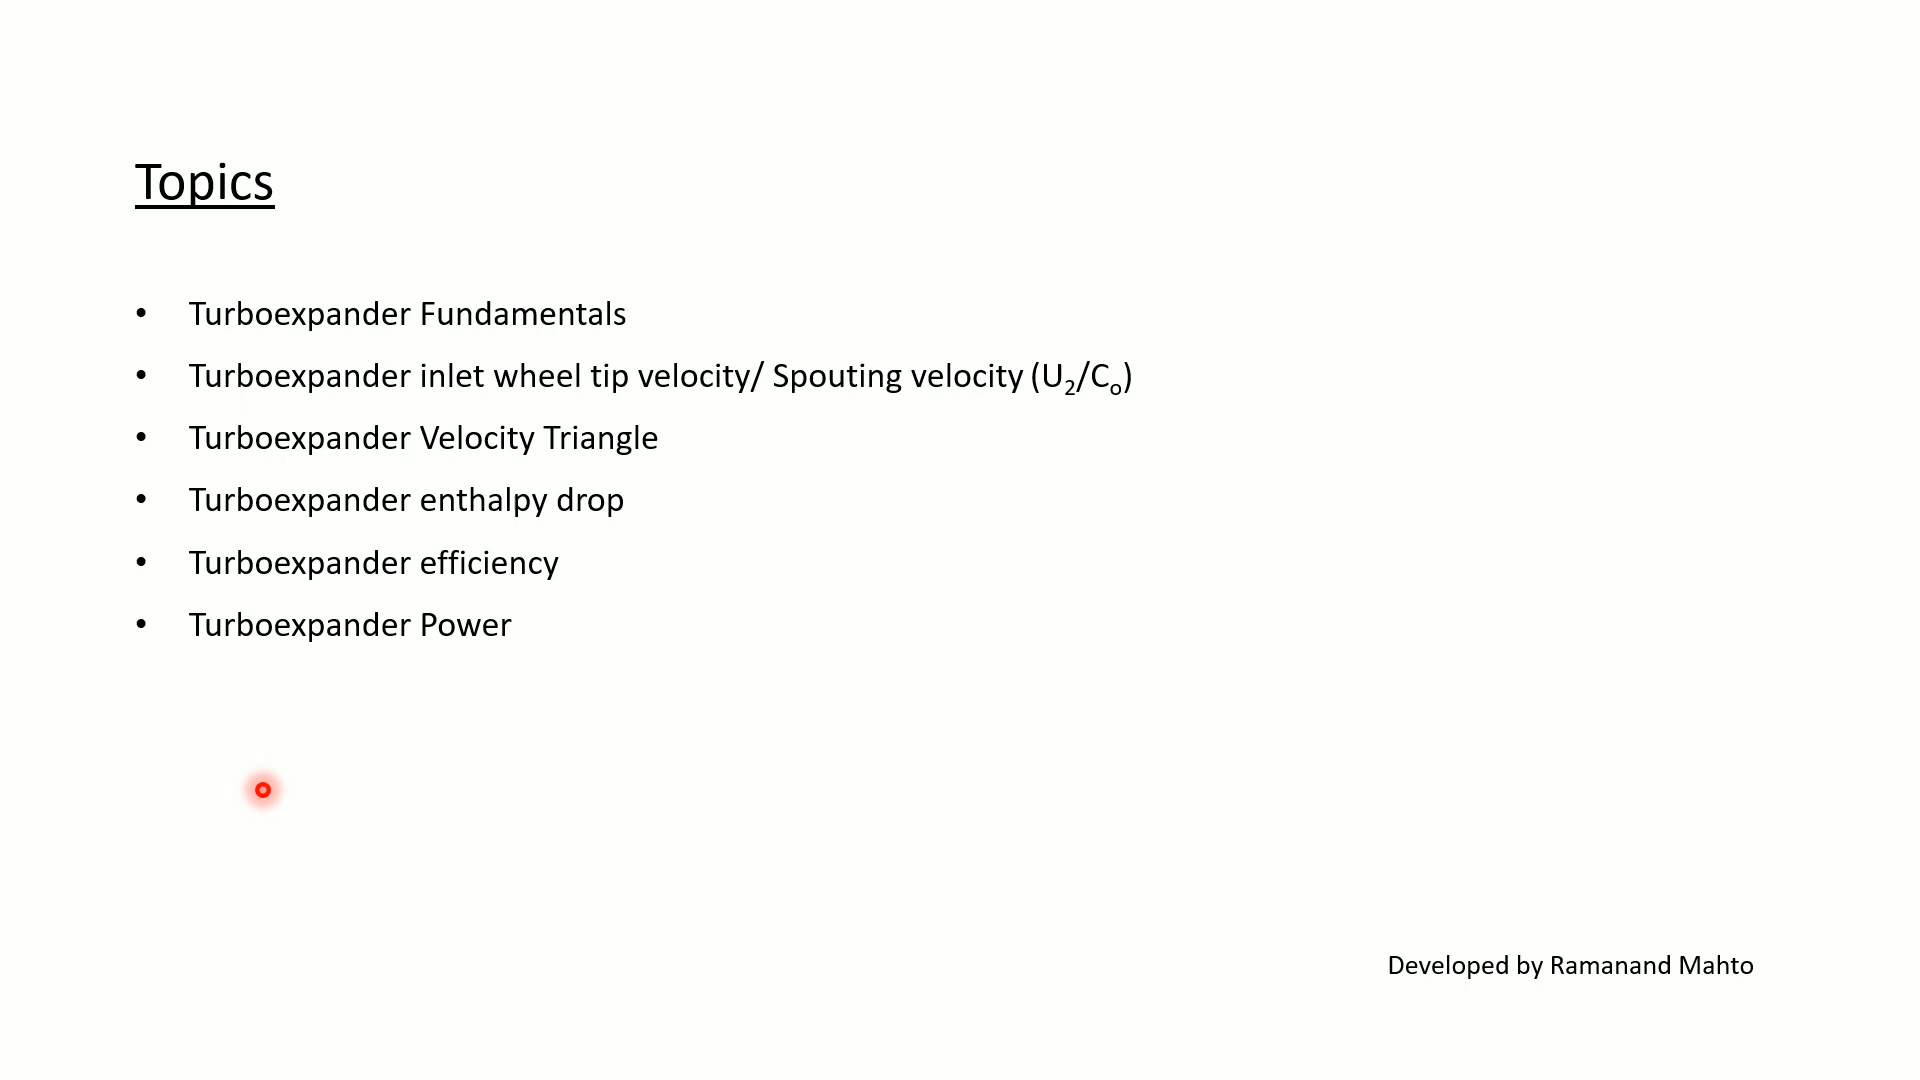 Topics
• Turboexpander Fundamentals
• Turboexpander inlet wheel tip velocity/ Spouting velocity (U₂/Cₒ)
• Turboexpander Velocity Triangle
• Turboexpander enthalpy drop
• Turboexpander efficiency
• Turboexpander Power
Developed by Ramanand Mahto